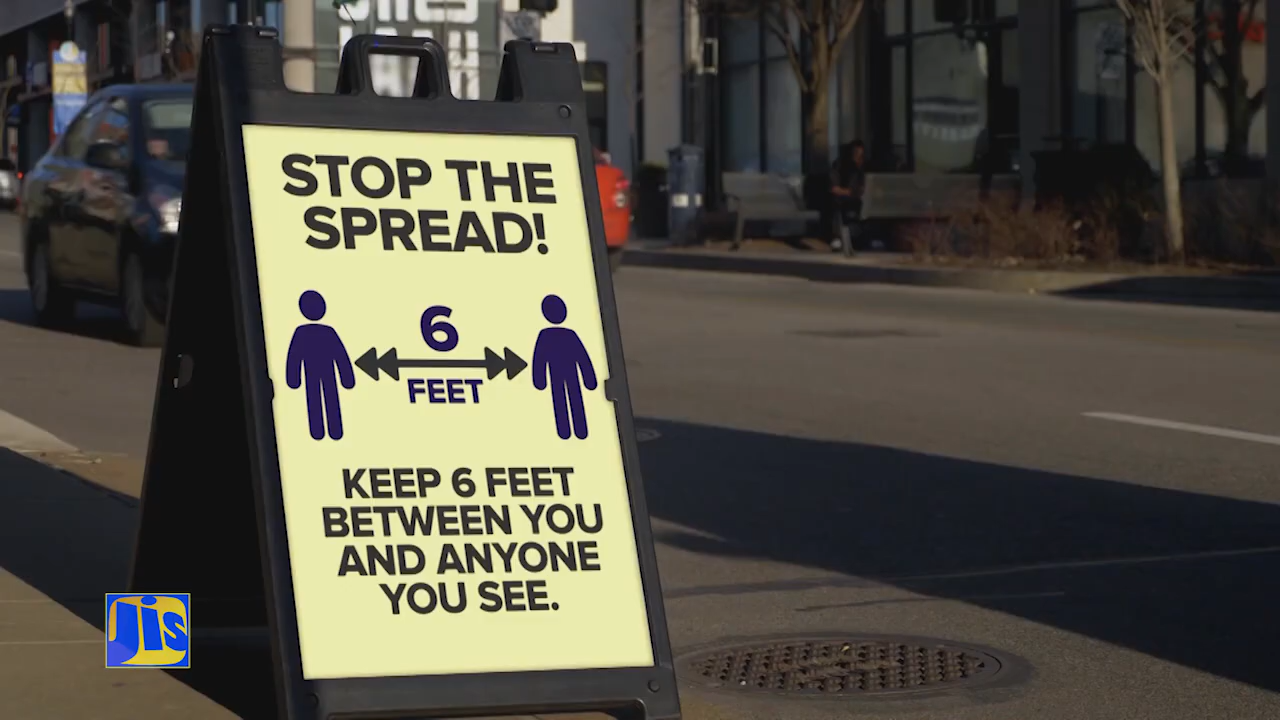 STOP THE
SPREAD!
6
FEET
KEEP 6 FEET
BETWEEN YOU
AND ANYONE
YOU SEE.
JIS